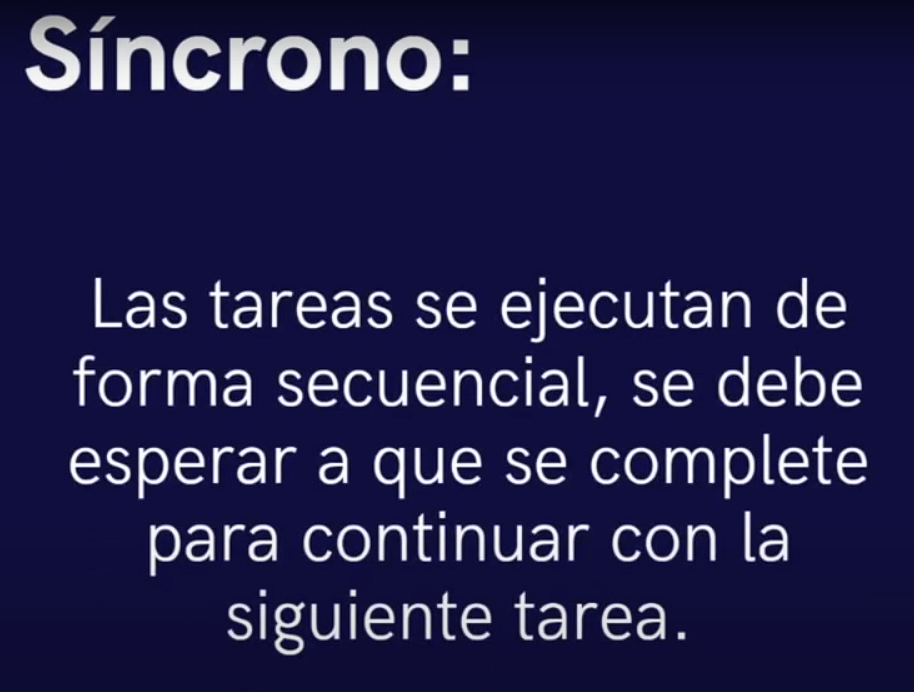 Síncrono:
Las tareas se ejecutan de
forma secuencial, se debe
esperar a que se complete
para continuar con la
siguiente tarea.